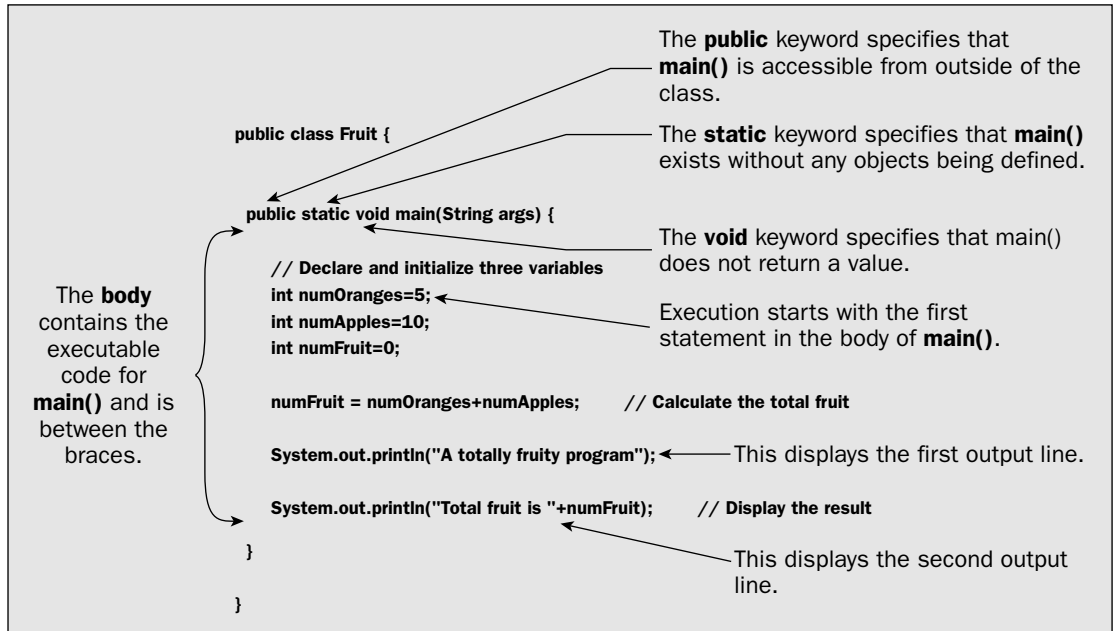 The public keyword specifies that
main() is accessible from outside of the
class.
public class Fruit {
The static keyword specifies that main()
exists without any objects being defined.
public static void main(String args) {
The void keyword specifies that main()
does not return a value.
// Declare and initialize three variables
int numOranges=5;
int numApples=10;
int numFruit=0;
Execution starts with the first
statement in the body of main().
The body
contains the
executable
code for
main() and is
between the
braces.
numFruit = numOranges+numApples; // Calculate the total fruit
System.out.println("A totally fruity program");
This displays the first output line.
System.out.println("Total fruit is "+numFruit); // Display the result
This displays the second output
line.
}
}